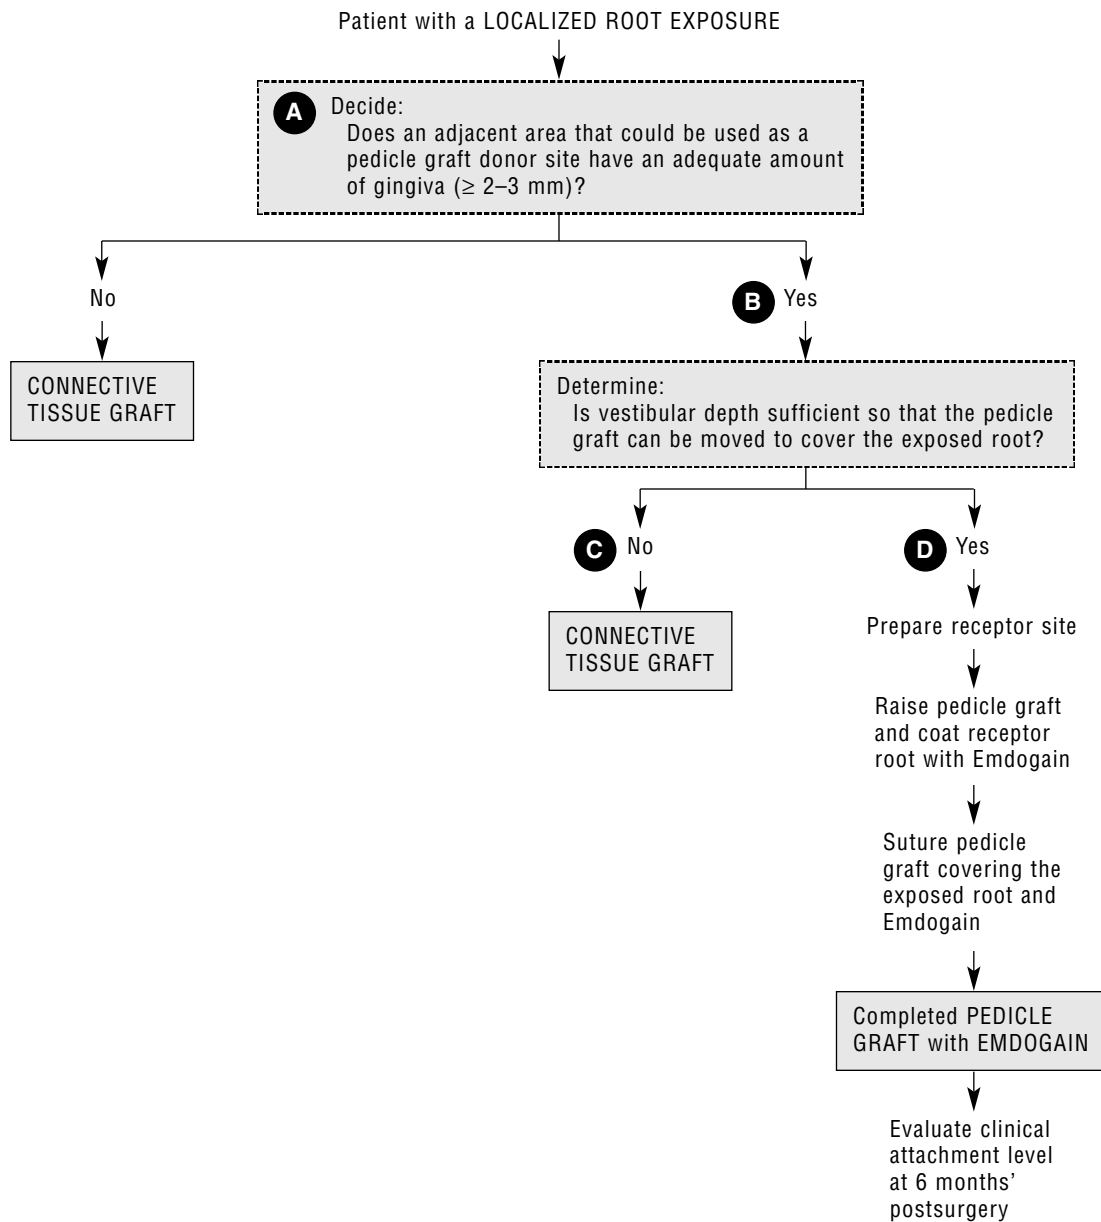 Patient with a LOCALIZED ROOT EXPOSURE
A Decide:
Does an adjacent area that could be used as a
pedicle graft donor site have an adequate amount
of gingiva (≥ 2–3 mm)?
No
B Yes
CONNECTIVE
TISSUE GRAFT
Determine:
Is vestibular depth sufficient so that the pedicle
graft can be moved to cover the exposed root?
C No
D Yes
CONNECTIVE
TISSUE GRAFT
Prepare receptor site
Raise pedicle graft
and coat receptor
root with Emdogain
Suture pedicle
graft covering the
exposed root and
Emdogain
Completed PEDICLE
GRAFT with EMDOGAIN
Evaluate clinical
attachment level
at 6 months’
postsurgery